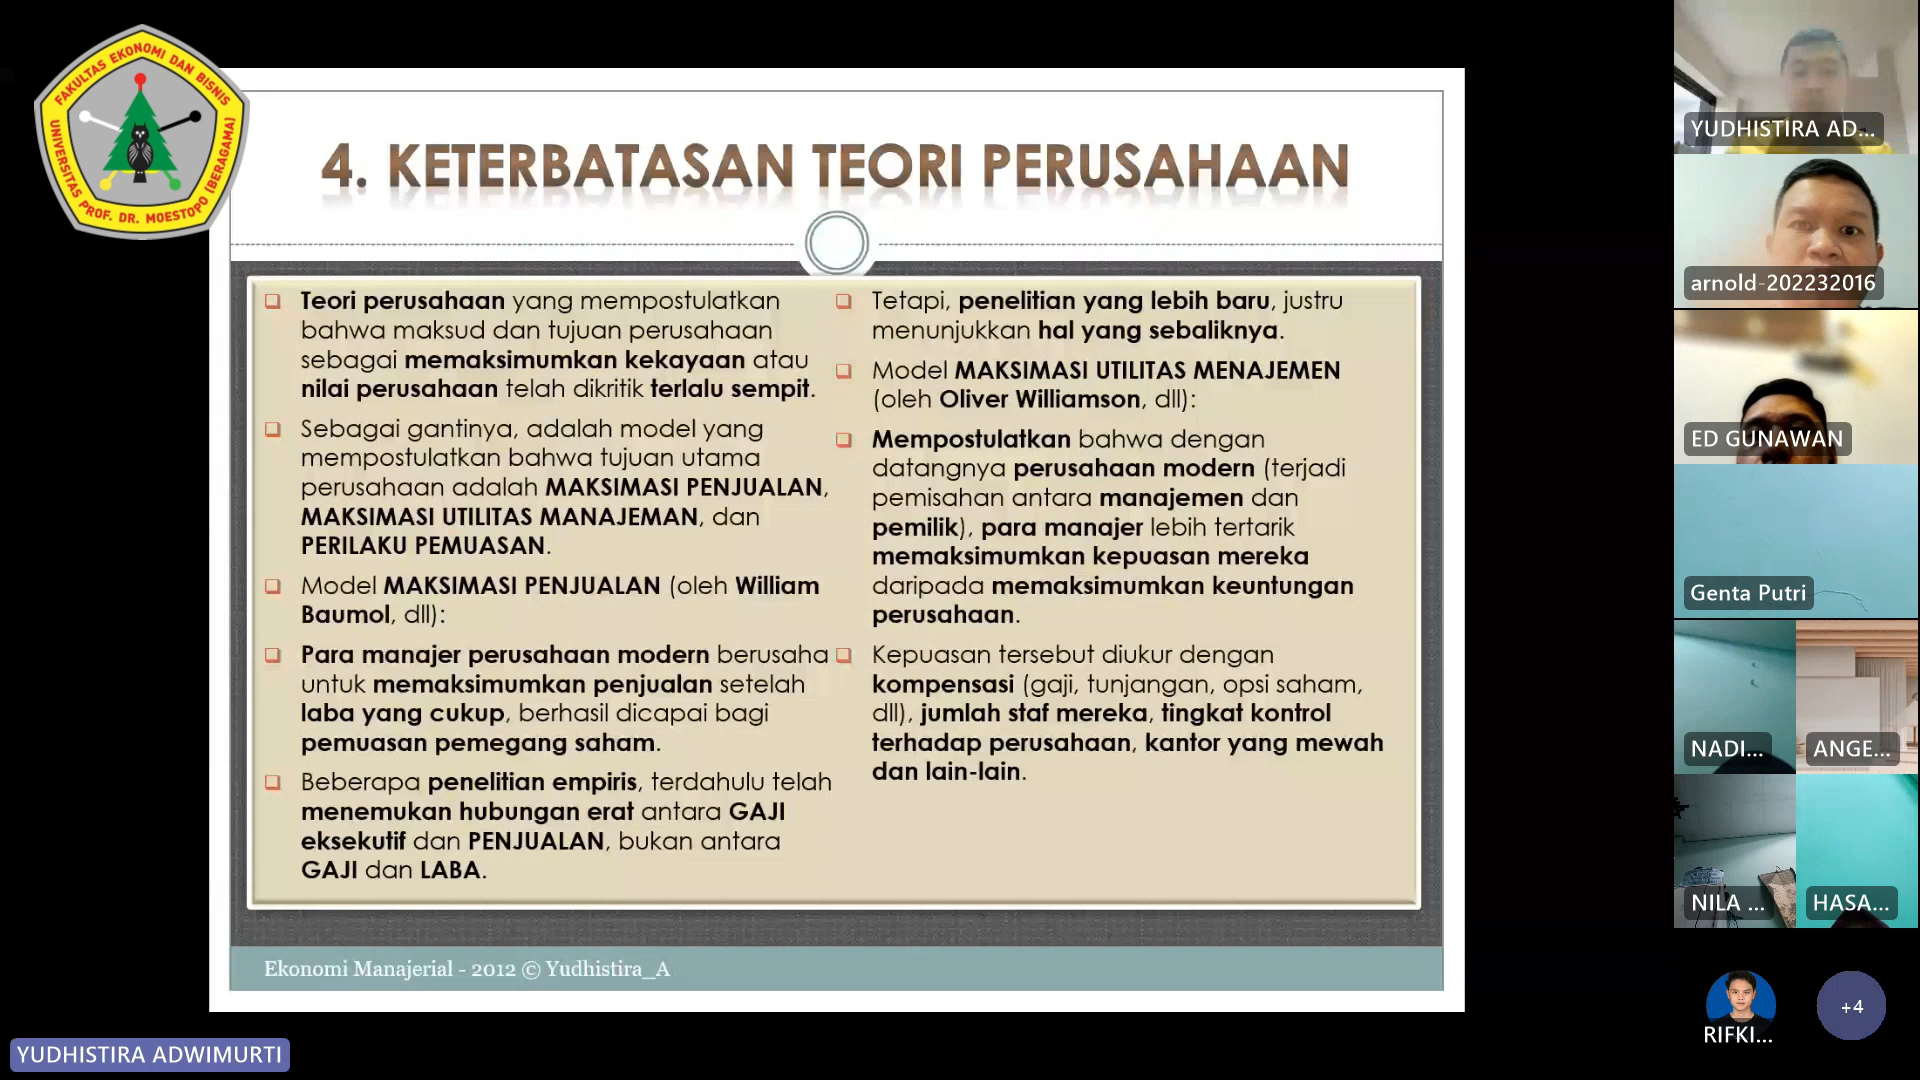 FAKULTAS EKONOMI DAN BISNIS
UNIVERSITAS PROF. DR. MOESTOPO (BERAGAMA)
4. KETERBATASAN TEORI PERUSAHAAN
Teori perusahaan yang mempostulatkan
bahwa maksud dan tujuan perusahaan
sebagai memaksimumkan kekayaan atau
nilai perusahaan telah dikritik terlalu sempit.
Sebagai gantinya, adalah model yang
mempostulatkan bahwa tujuan utama
perusahaan adalah MAKSIMASI PENJUALAN,
MAKSIMASI UTILITAS MANAJEMAN, dan
PERILAKU PEMUASAN.
Model MAKSIMASI PENJUALAN (oleh William
Baumol, dll):
Para manajer perusahaan modern berusaha
untuk memaksimumkan penjualan setelah
laba yang cukup, berhasil dicapai bagi
pemuasan pemegang saham.
Beberapa penelitian empiris, terdahulu telah
menemukan hubungan erat antara GAJI
eksekutif dan PENJUALAN, bukan antara
GAJI dan LABA.
Tetapi, penelitian yang lebih baru, justru
menunjukkan hal yang sebaliknya.
Model MAKSIMASI UTILITAS MENAJEMEN
(oleh Oliver Williamson, dll):
Mempostulatkan bahwa dengan
datangnya perusahaan modern (terjadi
pemisahan antara manajemen dan
pemilik), para manajer lebih tertarik
memaksimumkan kepuasan mereka
daripada memaksimumkan keuntungan
perusahaan.
Kepuasan tersebut diukur dengan
kompensasi (gaji, tunjangan, opsi saham,
dll), jumlah staf mereka, tingkat kontrol
terhadap perusahaan, kantor yang mewah
dan lain-lain.
Ekonomi Manajerial - 2012 © Yudhistira_A
YUDHISTIRA ADWIMURTI
YUDHISTIRA AD...
arnold-202232016
ED GUNAWAN
Genta Putri
NADI...
ANGE...
NILA ...
HASA...
RIFKI...
+4